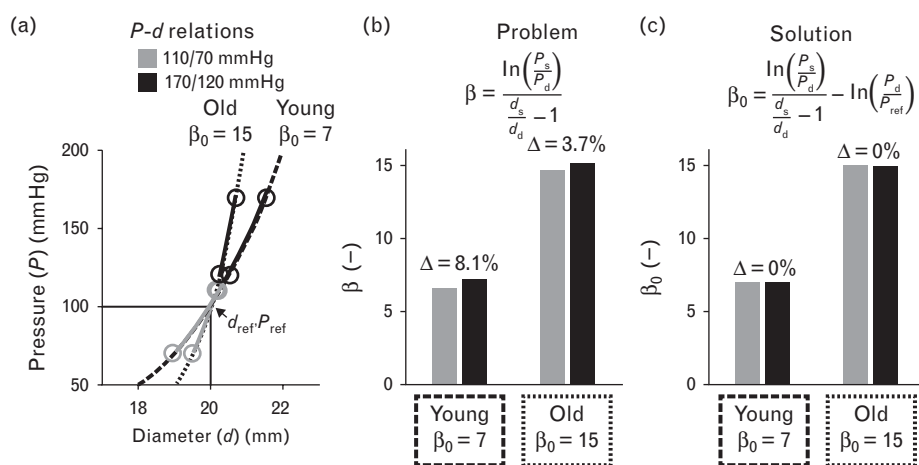 (a)
P-d relations
110/70 mmHg
170/120 mmHg
Old
β0 = 15
Young
β0 = 7
Pressure (P) (mmHg)
200
150
100
50
dref,Pref
18
20
22
Diameter (d) (mm)
(b)
Problem
β = ln(Ps/Pd) / (ds/dd − 1)
β (−)
15
10
5
0
Δ = 8.1%
Δ = 3.7%
Young
β0 = 7
Old
β0 = 15
(c)
Solution
β0 = ln(Ps/Pd) / (ds/dd − 1) − ln(Pd/Pref)
β0 (−)
15
10
5
0
Δ = 0%
Δ = 0%
Young
β0 = 7
Old
β0 = 15